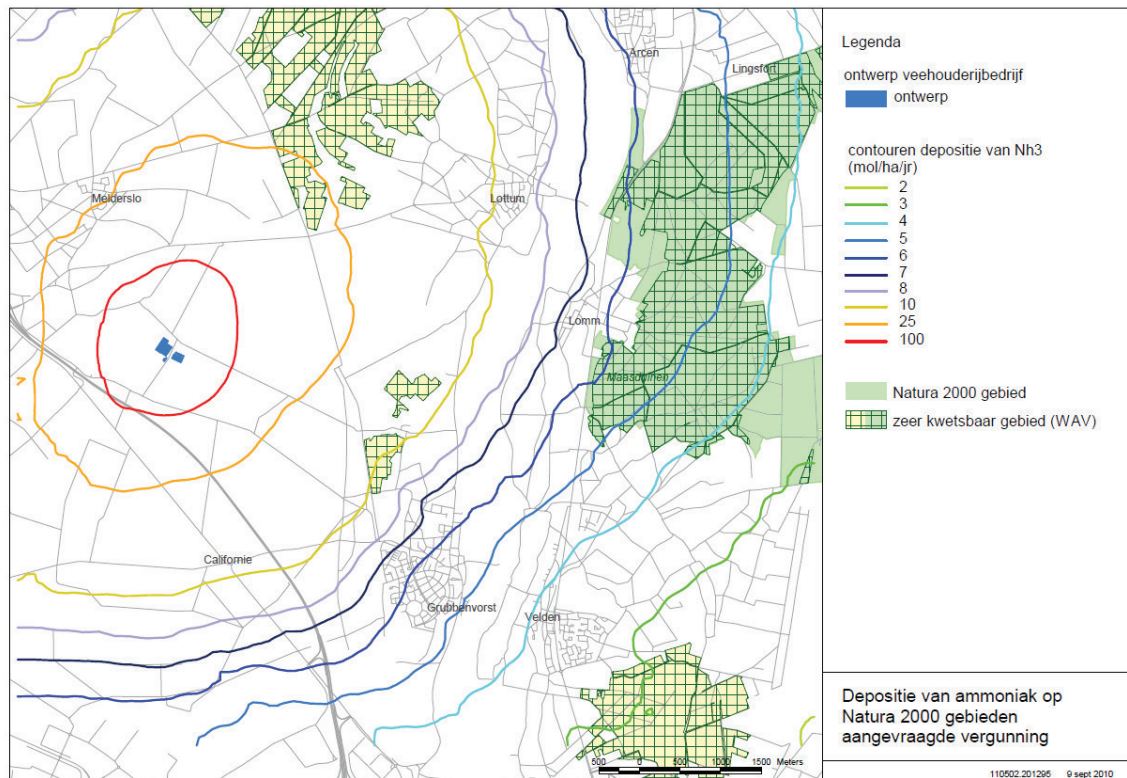 Arcen
Lingsfort
Melderslo
Lottum
Lomm
Maasduinen
Californie
Grubbenvorst
Velden
500 0 500 1000 1500 Meters
Legenda
ontwerp veehouderijbedrijf
ontwerp
contouren depositie van Nh3
(mol/ha/jr)
2
3
4
5
6
7
8
10
25
100
Natura 2000 gebied
zeer kwetsbaar gebied (WAV)
Depositie van ammoniak op
Natura 2000 gebieden
aangevraagde vergunning
110502.201295 9 sept 2010